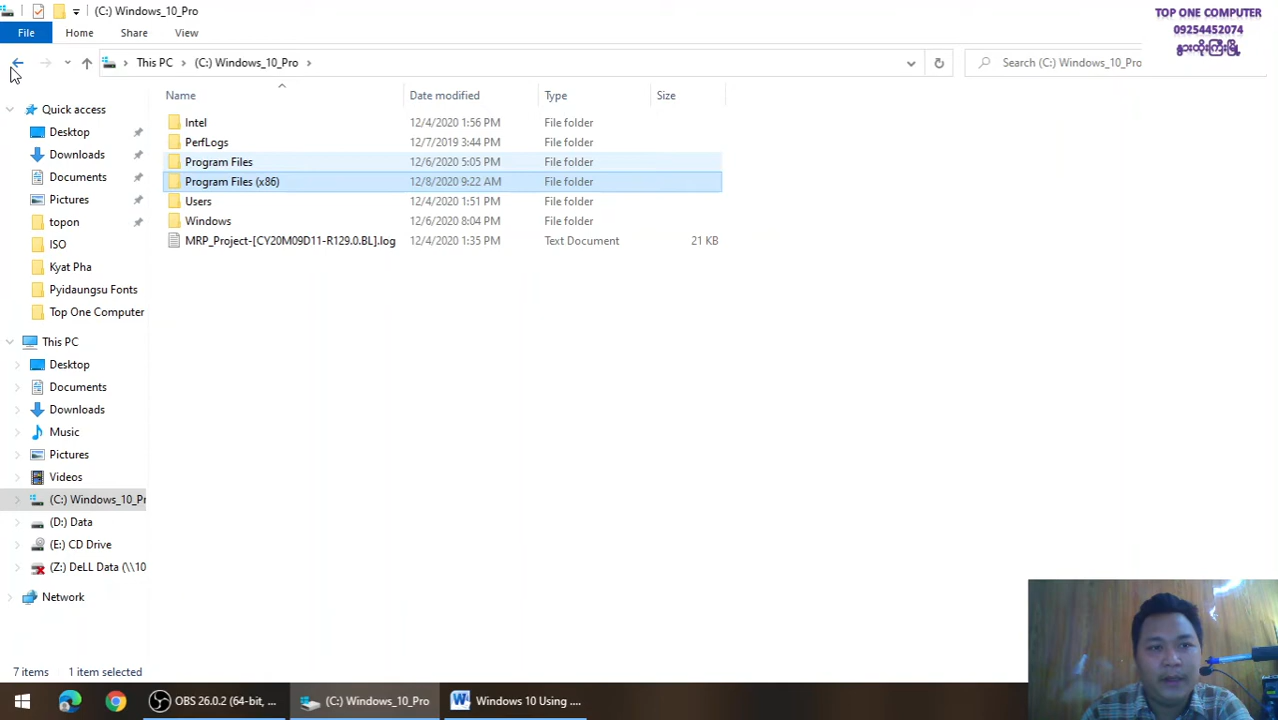 (C:) Windows_10_Pro
TOP ONE COMPUTER
09254452074
နွားထိုးကြီးမြို့
File
Home
Share
View
This PC
(C:) Windows_10_Pro
Search (C:) Windows_10_Pro
Name
Date modified
Type
Size
Intel
12/4/2020 1:56 PM
File folder
PerfLogs
12/7/2019 3:44 PM
File folder
Program Files
12/6/2020 5:05 PM
File folder
Program Files (x86)
12/8/2020 9:22 AM
File folder
Users
12/4/2020 1:51 PM
File folder
Windows
12/6/2020 8:04 PM
File folder
MRP_Project-[CY20M09D11-R129.0.BL].log
12/4/2020 1:35 PM
Text Document
21 KB
Quick access
Desktop
Downloads
Documents
Pictures
topon
ISO
Kyat Pha
Pyidaungsu Fonts
Top One Computer
This PC
Desktop
Documents
Downloads
Music
Pictures
Videos
(C:) Windows_10_Pr
(D:) Data
(E:) CD Drive
(Z:) DeLL Data (\\10
Network
7 items
1 item selected
OBS 26.0.2 (64-bit, ...
(C:) Windows_10_Pro
Windows 10 Using ....